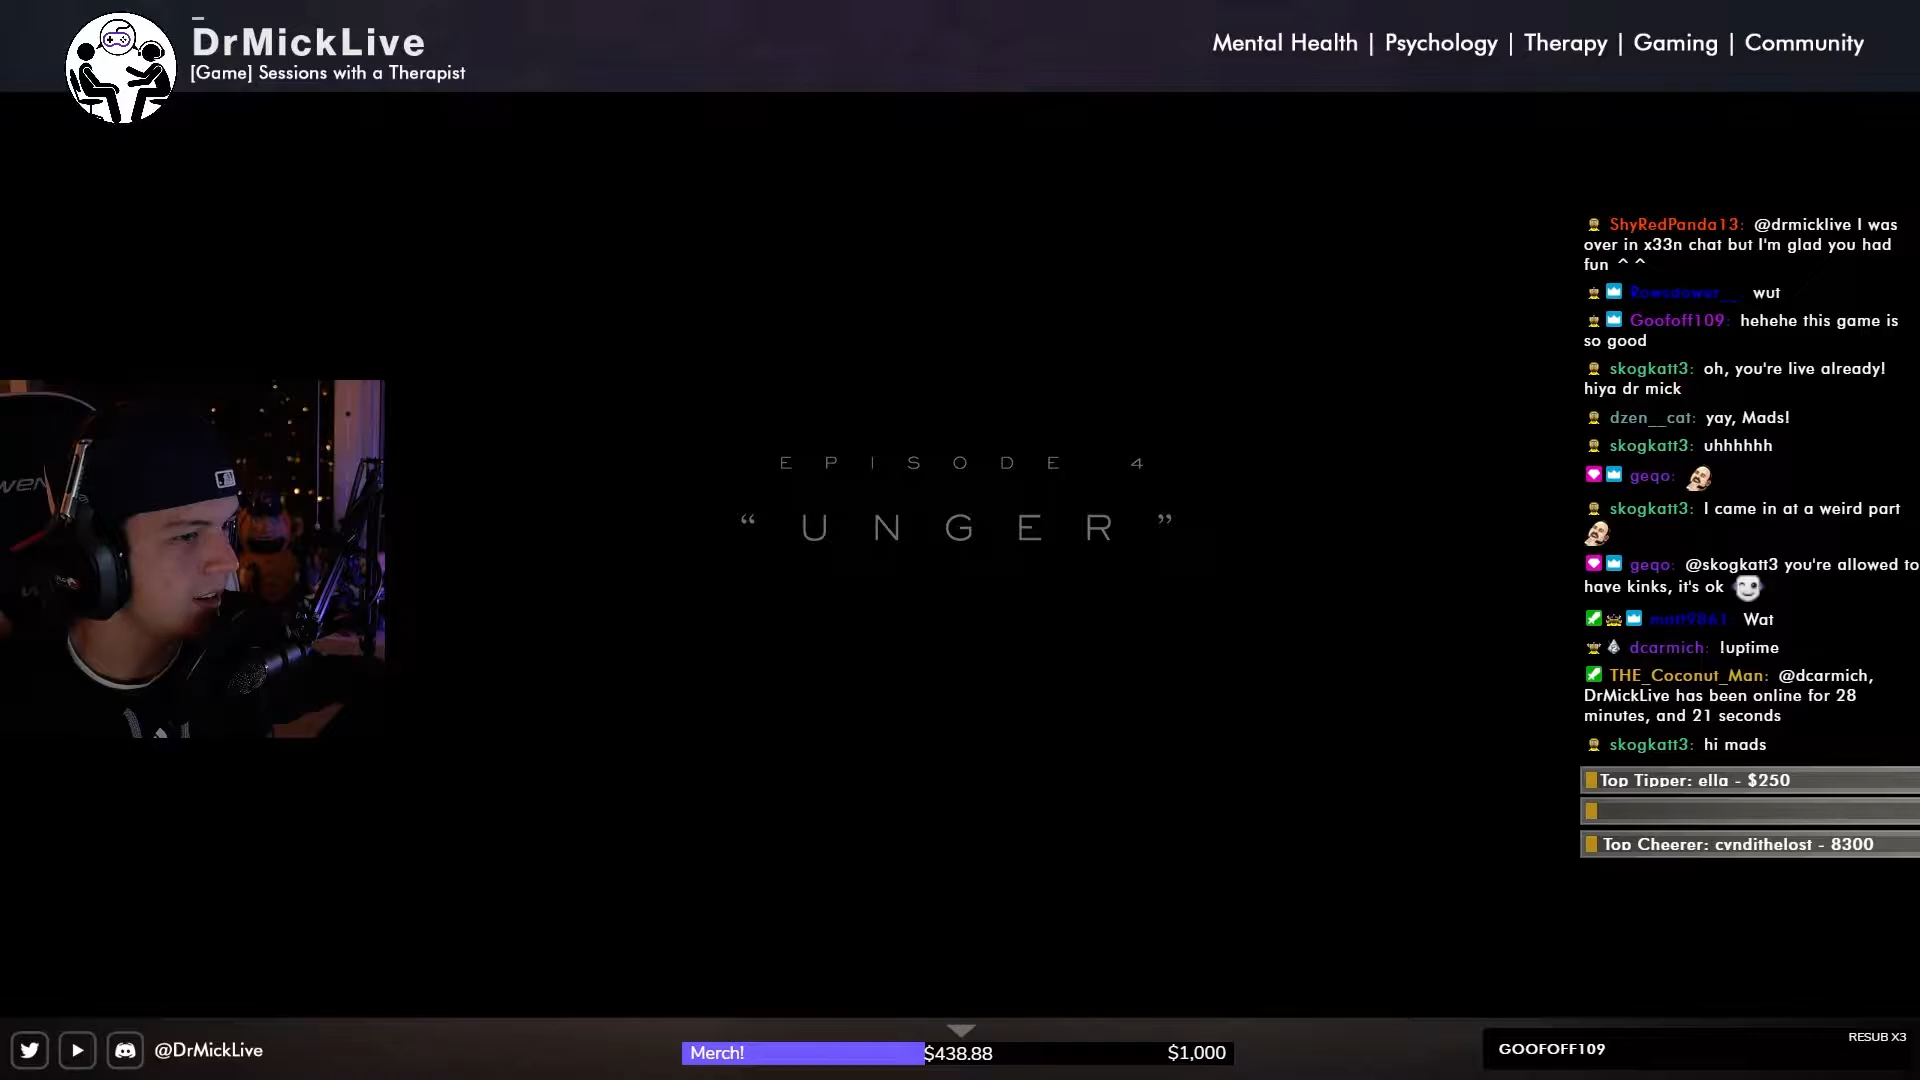 DrMickLive
[Game] Sessions with a Therapist
Mental Health | Psychology | Therapy | Gaming | Community
EPISODE 4
“UNGER”
ShyRedPanda13: @drmicklive I was
over in x33n chat but I'm glad you had
fun ^ ^
Rowsdower__: wut
Goofoff109: hehehe this game is
so good
skogkatt3: oh, you're live already!
hiya dr mick
dzen__cat: yay, Mads!
skogkatt3: uhhhhhh
geqo:
skogkatt3: I came in at a weird part
geqo: @skogkatt3 you're allowed to
have kinks, it's ok
matt9861: Wat
dcarmich: !uptime
THE_Coconut_Man: @dcarmich,
DrMickLive has been online for 28
minutes, and 21 seconds
skogkatt3: hi mads
Top Tipper: ella - $250
Top Cheerer: cyndithelost - 8300
@DrMickLive
Merch! $438.88 $1,000
RESUB X3
GOOFOFF109